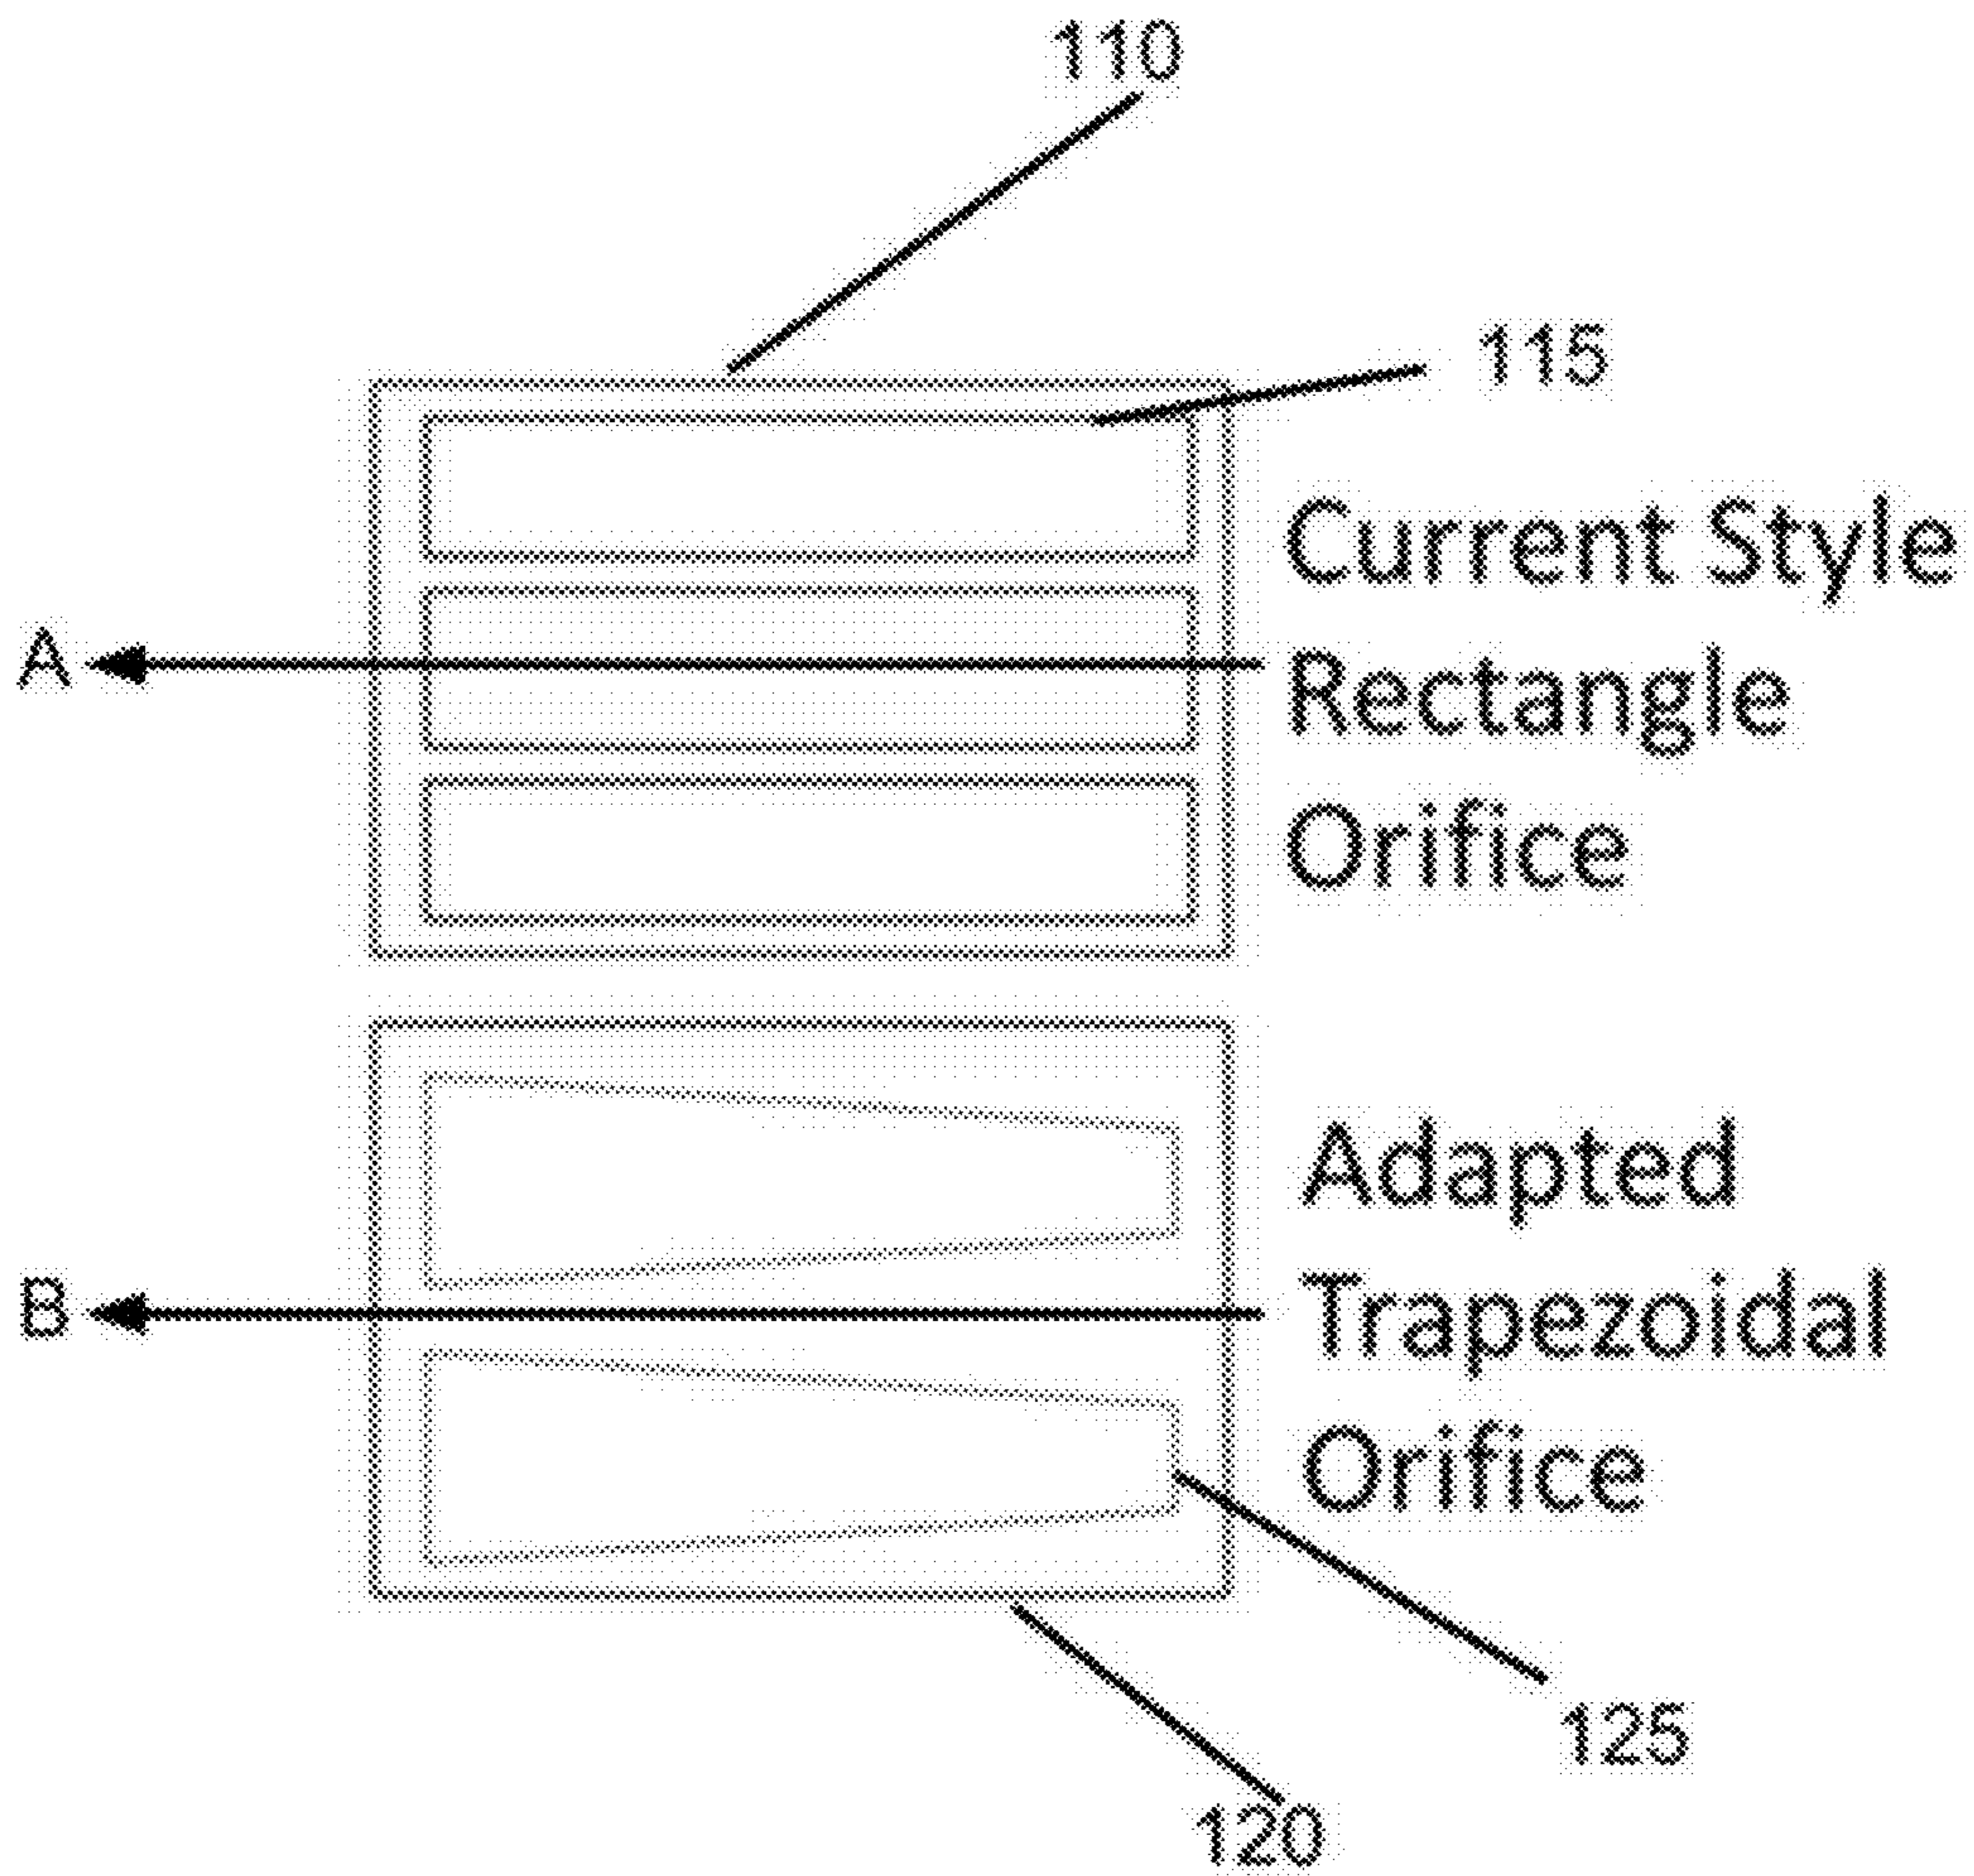 110
115
Current Style
A
Rectangle
Orifice
Adapted
B
Trapezoidal
Orifice
125
120